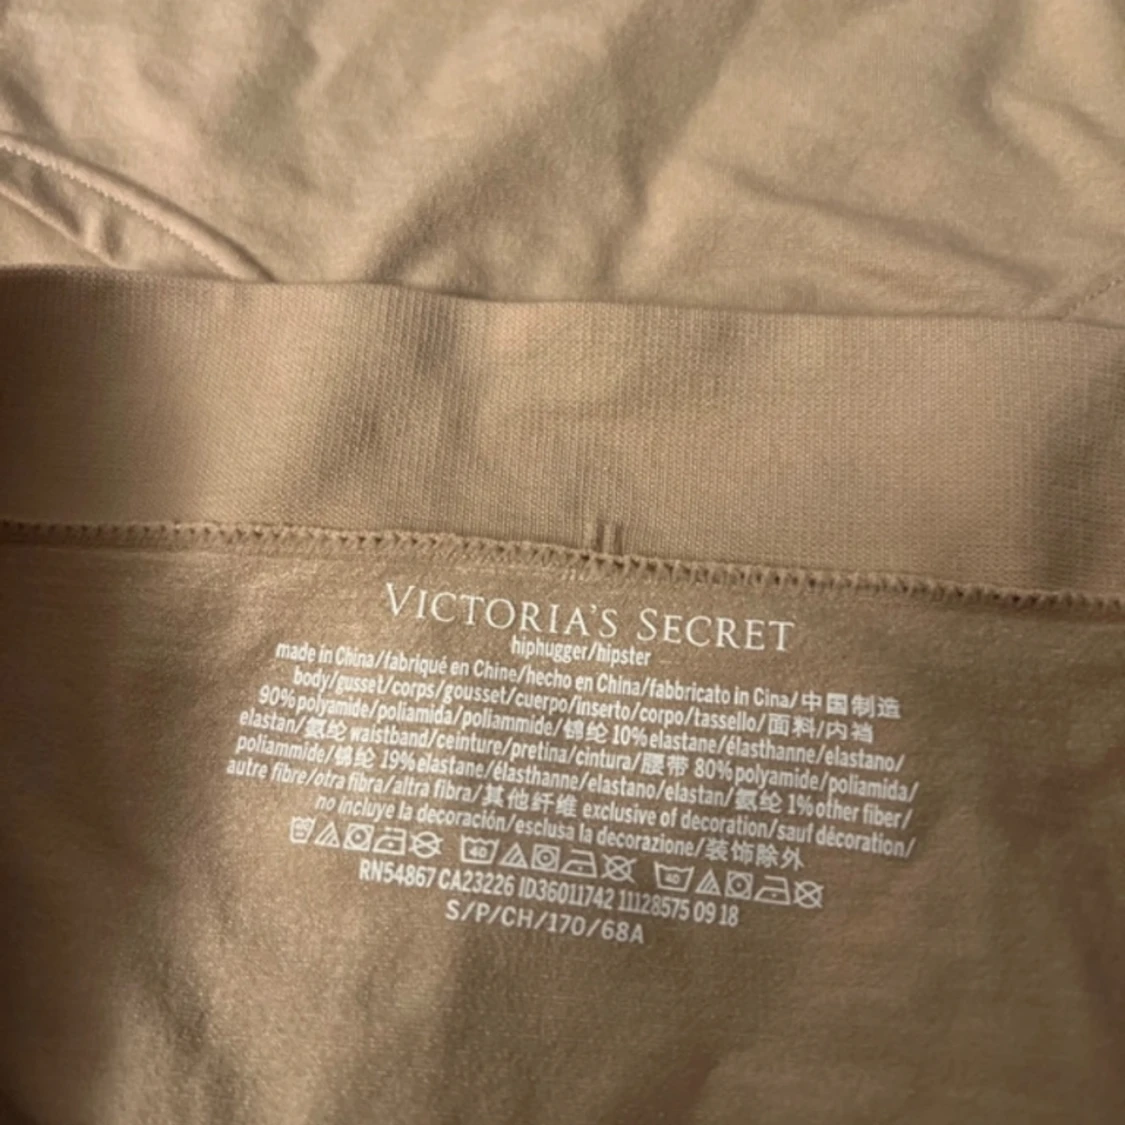 VICTORIA'S SECRET
hiphugger/hipster
made in China/fabriqué en Chine/hecho en China/fabbricato in Cina/中国制造
body/gusset/corps/gousset/cuerpo/inserto/corpo/tassello/面料/内裆
90%polyamide/poliamida/poliammide/锦纶 10%elastane/élasthanne/elastano/
elastan/氨纶 waistband/ceinture/pretina/cintura/腰带 80%polyamide/poliamida/
poliammide/锦纶 19%elastane/élasthanne/elastano/elastan/氨纶 1%other fiber/
autre fibre/otra fibra/altra fibra/其他纤维 exclusive of decoration/sauf décoration/
no incluye la decoración/esclusa la decorazione/装饰除外
40 40
RN54867 CA23226 ID36011742 11128575 09 18
S/P/CH/170/68A